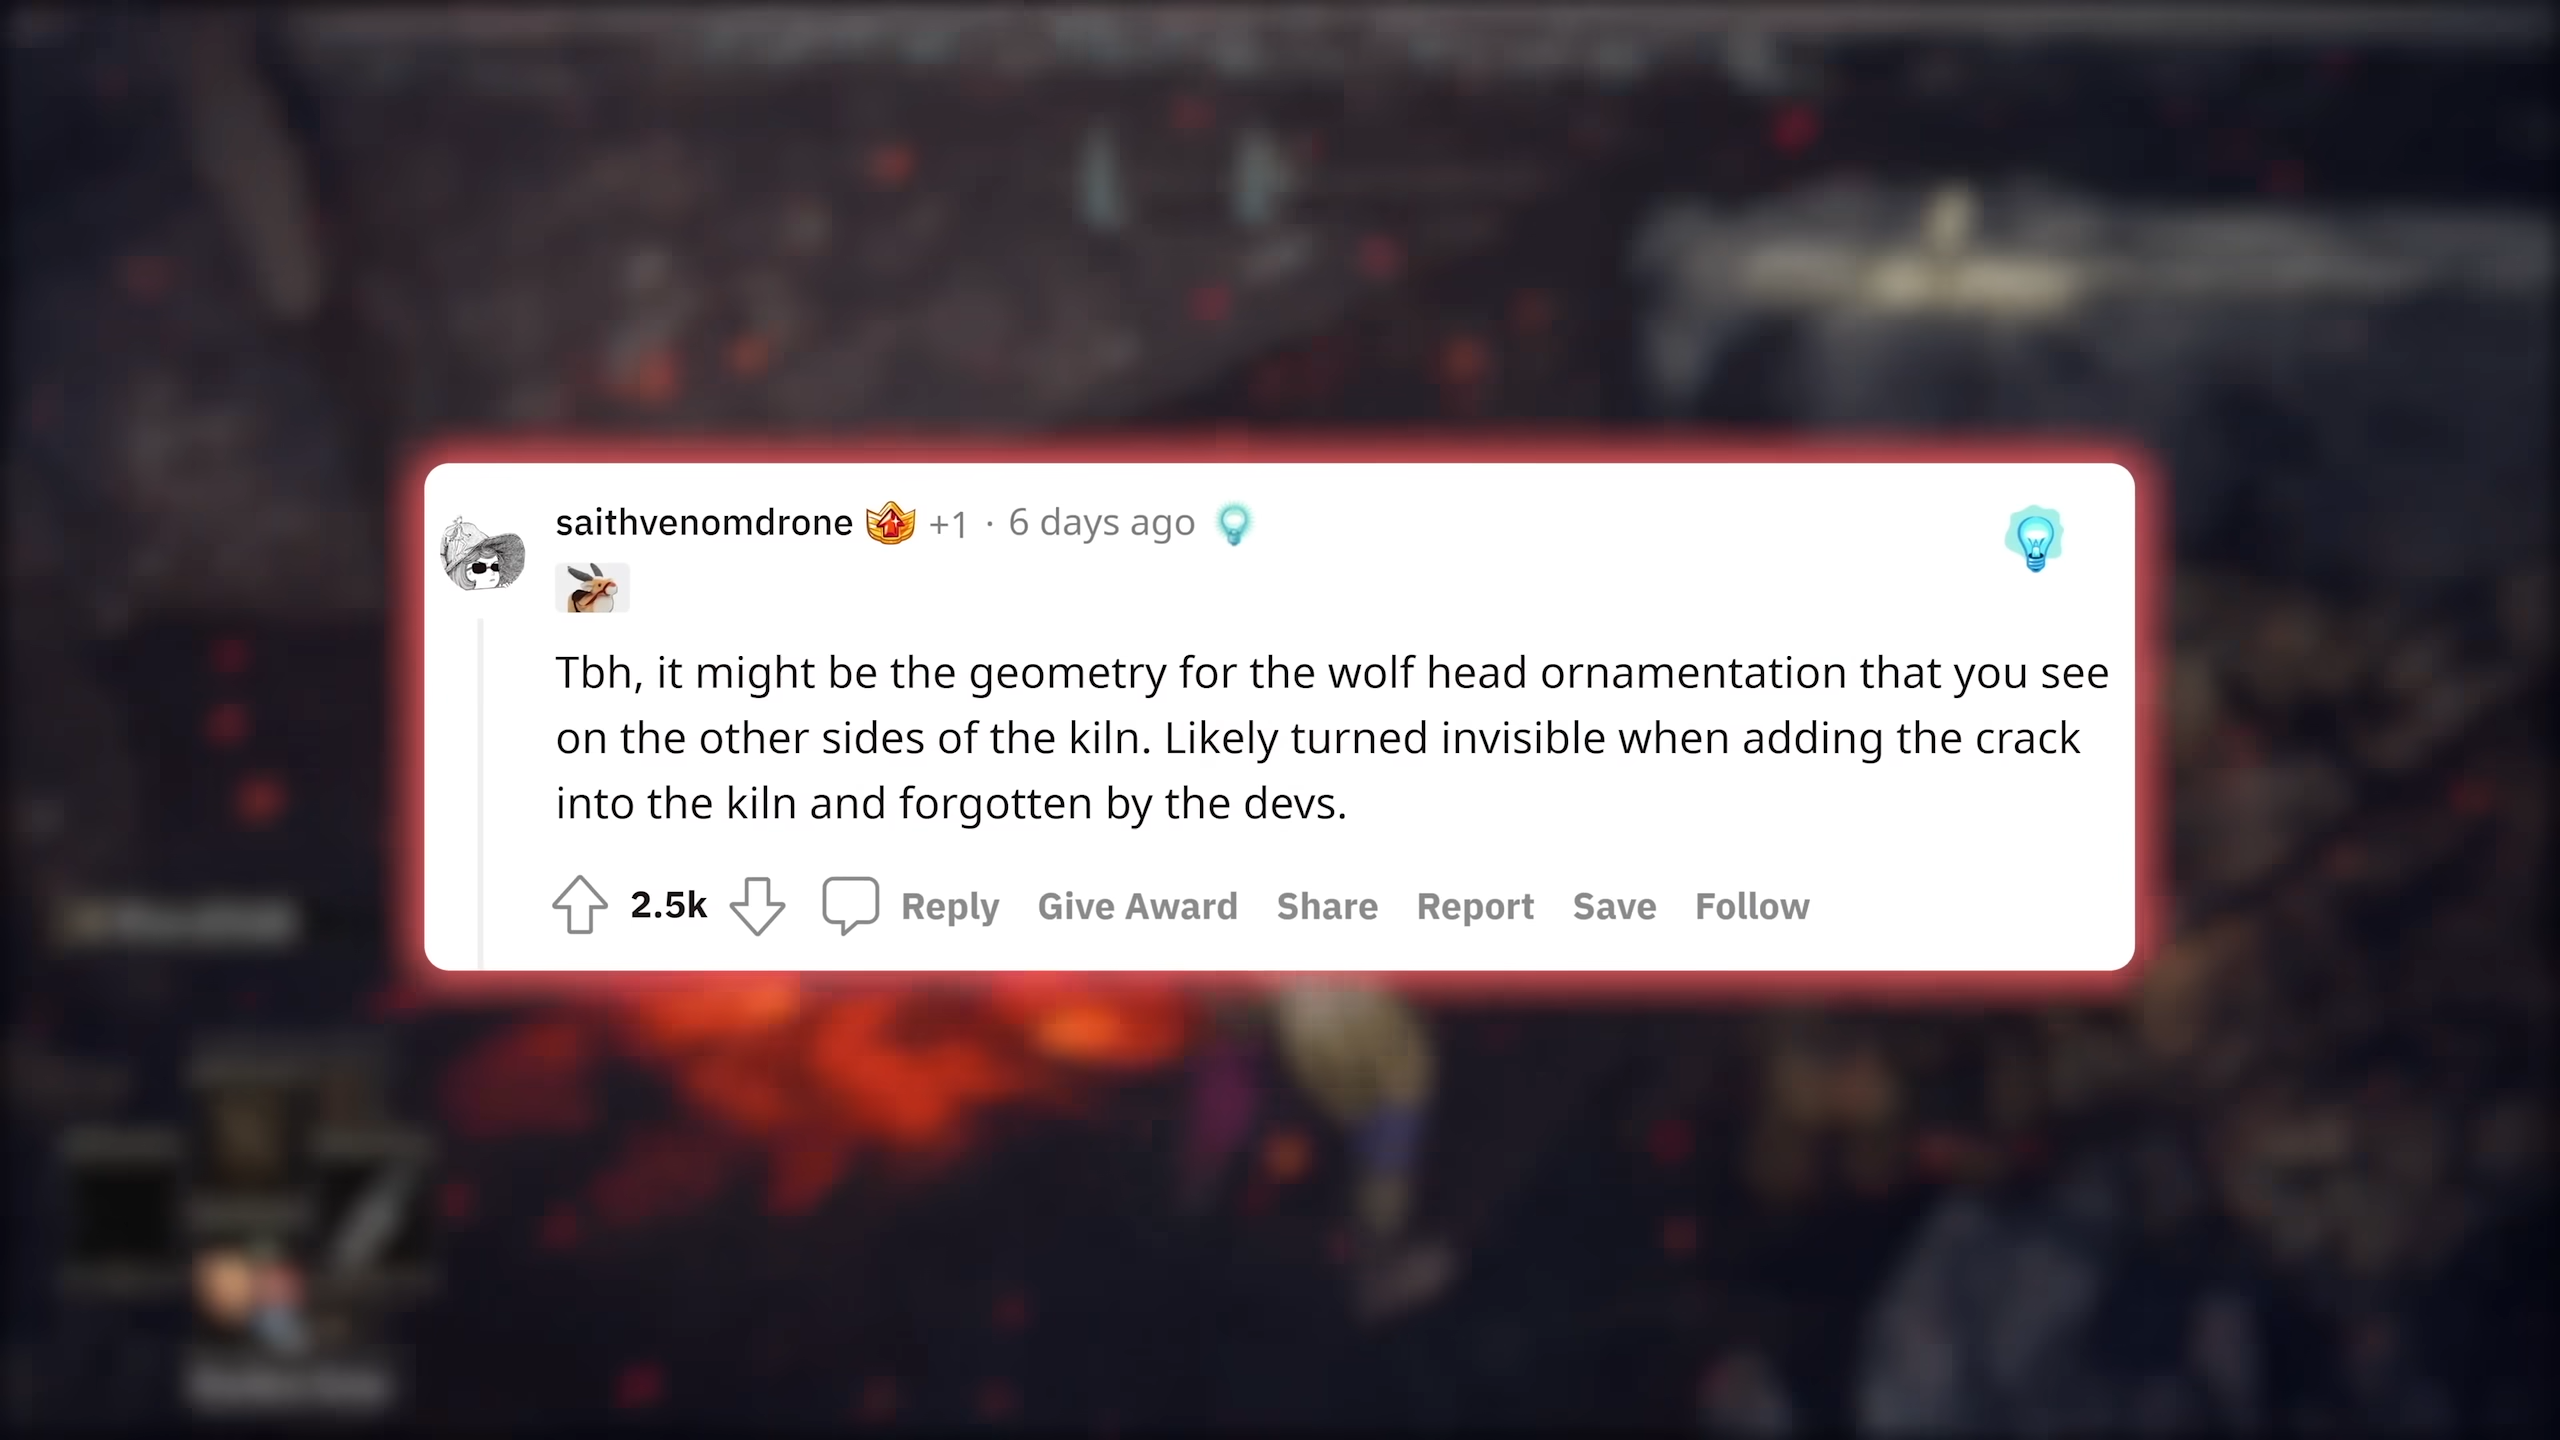 saithvenomdrone +1 · 6 days ago
Tbh, it might be the geometry for the wolf head ornamentation that you see
on the other sides of the kiln. Likely turned invisible when adding the crack
into the kiln and forgotten by the devs.
2.5k Reply Give Award Share Report Save Follow